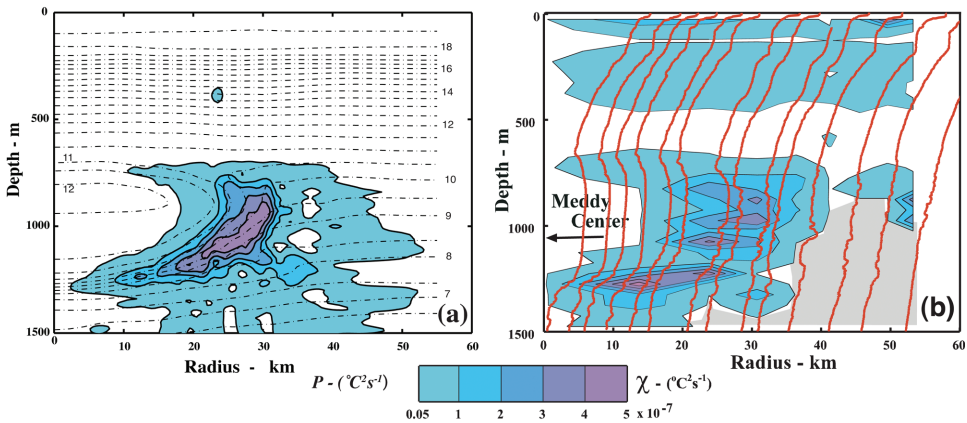 0
500
1000
1500
Depth - m
18
16
14
12
11
12
10
9
8
7
(a)
0 10 20 30 40 50 60
Radius - km
0
500
1000
1500
Depth - m
Meddy
Center
(b)
0 10 20 30 40 50 60
Radius - km
P - (°C²s⁻¹)
χ - (°C²s⁻¹)
0.05 1 2 3 4 5 x 10⁻⁷